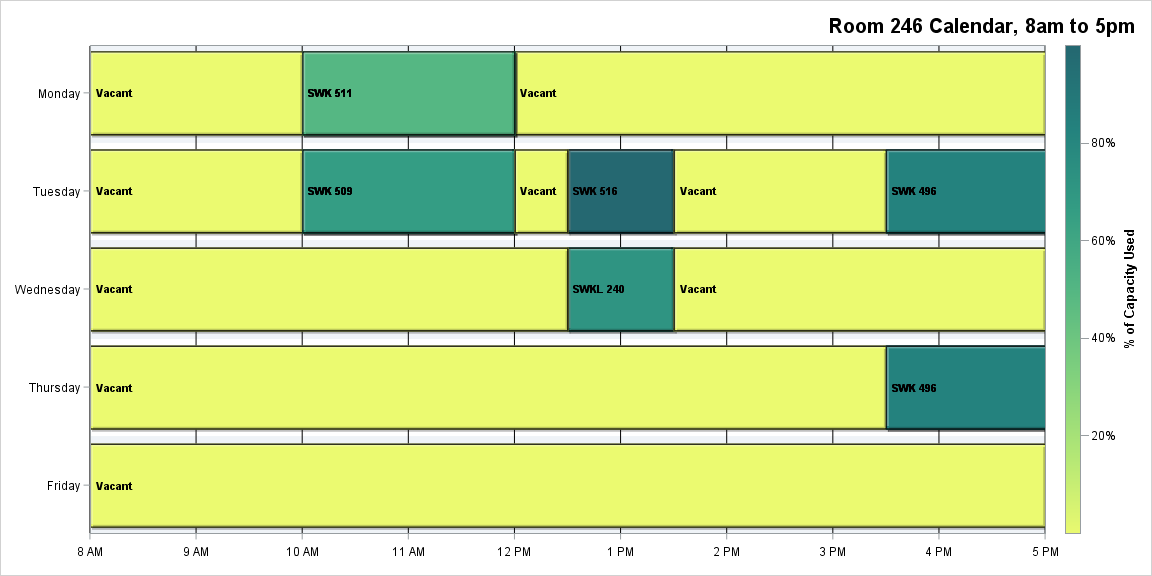 Room 246 Calendar, 8am to 5pm
Monday
Vacant
SWK 511
Vacant
Tuesday
Vacant
SWK 509
Vacant
SWK 516
Vacant
SWK 496
Wednesday
Vacant
SWKL 240
Vacant
Thursday
Vacant
SWK 496
Friday
Vacant
8 AM 9 AM 10 AM 11 AM 12 PM 1 PM 2 PM 3 PM 4 PM 5 PM
80%
60%
40%
20%
% of Capacity Used